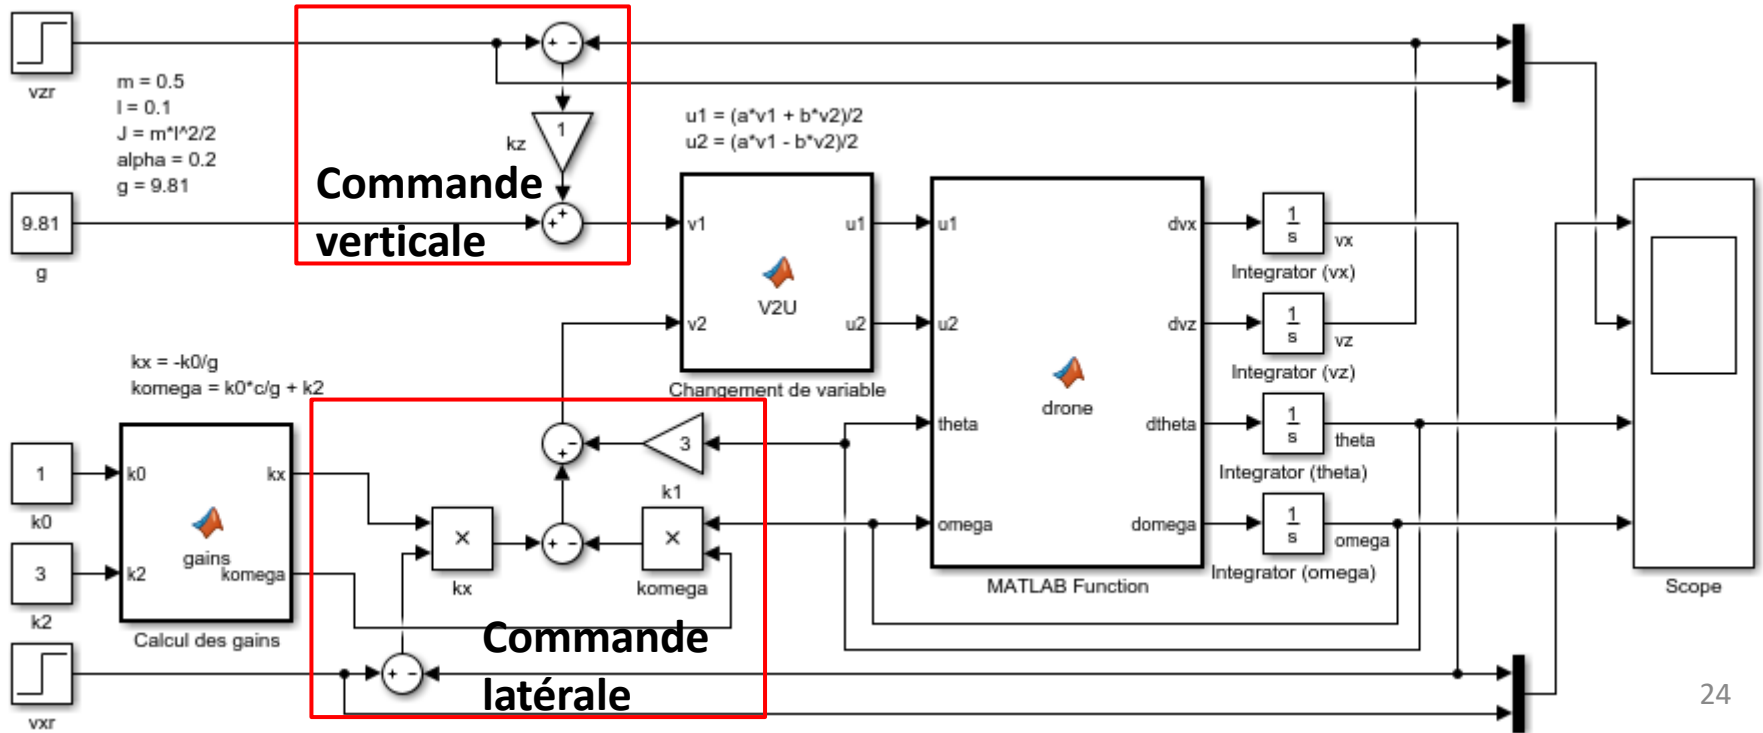 vzr
m = 0.5
l = 0.1
J = m*l^2/2
alpha = 0.2
g = 9.81
+ -
1
kz
Commande
verticale
+ +
9.81
g
u1 = (a*v1 + b*v2)/2
u2 = (a*v1 - b*v2)/2
v1
u1
V2U
v2
u2
Changement de variable
u1
dvx
u2
dvz
drone
theta
dtheta
omega
domega
MATLAB Function
1
s
vx
Integrator (vx)
1
s
vz
Integrator (vz)
1
s
theta
Integrator (theta)
1
s
omega
Integrator (omega)
Scope
kx = -k0/g
komega = k0*c/g + k2
1
k0
3
k2
k0
kx
gains
k2
komega
Calcul des gains
-
+
3
k1
×
kx
+ -
×
komega
Commande
latérale
+ -
vxr
24